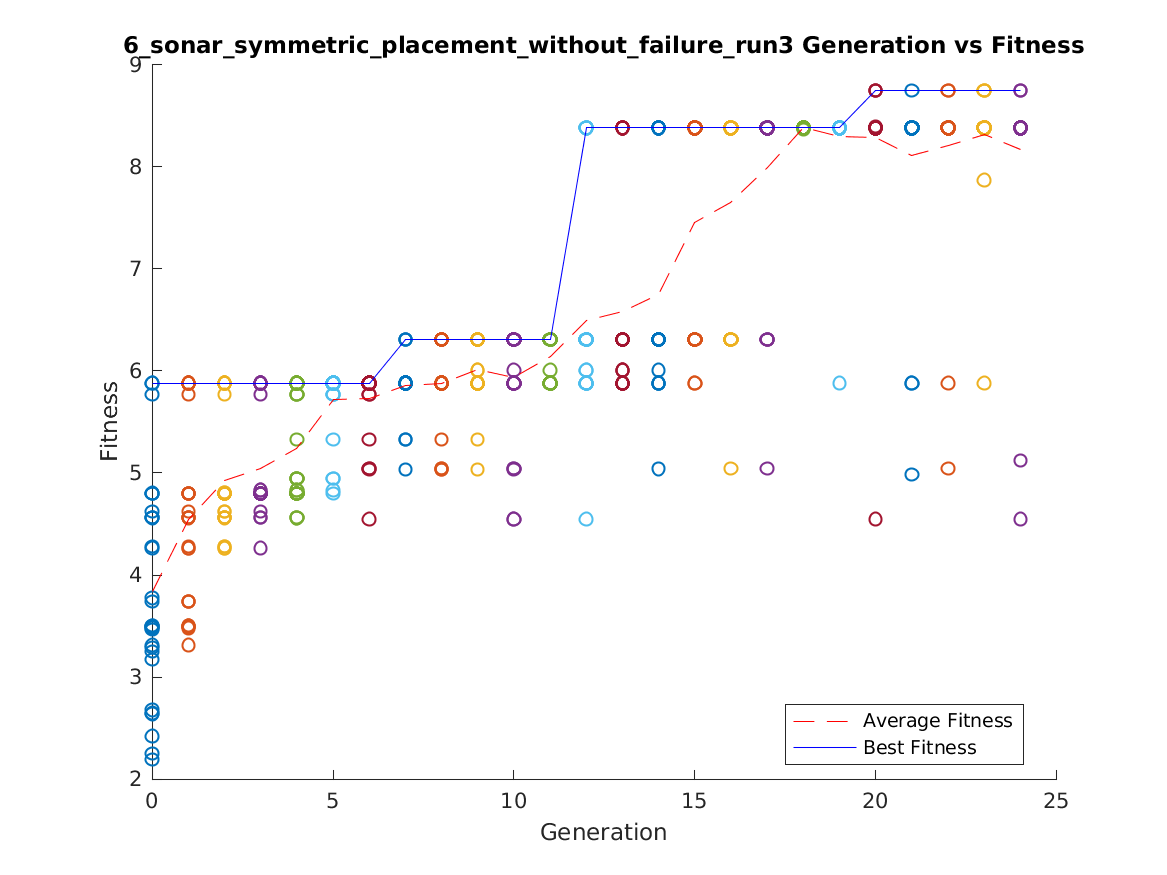 6_sonar_symmetric_placement_without_failure_run3 Generation vs Fitness
9
8
7
6
5
4
3
2
Fitness
0 5 10 15 20 25
Generation
Average Fitness
Best Fitness